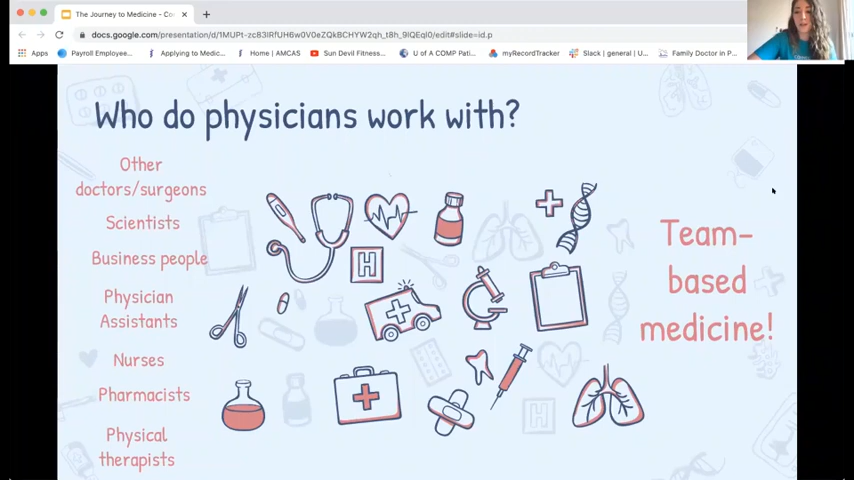 The Journey to Medicine - Co
docs.google.com/presentation/d/1MUPt-zc83lRfUH6w0V0eZQkBCHYW2qh_t8h_9lQEqI0/edit#slide=id.p
Apps
Payroll Employee...
Applying to Medic...
Home | AMCAS
Sun Devil Fitness...
U of A COMP Pati...
myRecordTracker
Slack | general | U...
Family Doctor in P...
Who do physicians work with?
Other
doctors/surgeons
Scientists
Business people
Physician
Assistants
Nurses
Pharmacists
Physical
therapists
H
Team-
based
medicine!
H